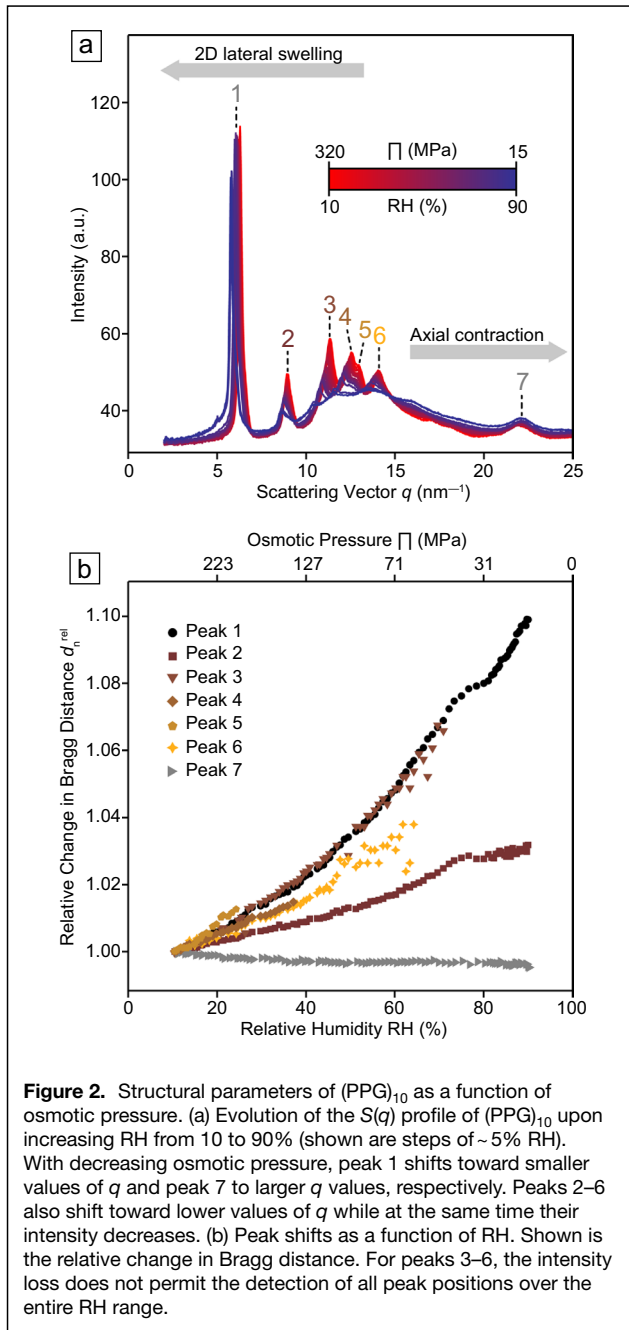 a
2D lateral swelling
1
120
320 Π (MPa) 15
10 RH (%) 90
100
80
Intensity (a.u.)
60
3
4
5
6
2
Axial contraction
7
40
0 5 10 15 20 25
Scattering Vector q (nm⁻¹)
Osmotic Pressure Π (MPa)
b
223 127 71 31 0
1.10
Peak 1
Peak 2
Peak 3
Peak 4
Peak 5
Peak 6
Peak 7
1.08
1.06
1.04
1.02
1.00
Relative Change in Bragg Distance dₙʳᵉˡ
0 20 40 60 80 100
Relative Humidity RH (%)
Figure 2. Structural parameters of (PPG)₁₀ as a function of
osmotic pressure. (a) Evolution of the S(q) profile of (PPG)₁₀ upon
increasing RH from 10 to 90% (shown are steps of ~ 5% RH).
With decreasing osmotic pressure, peak 1 shifts toward smaller
values of q and peak 7 to larger q values, respectively. Peaks 2–6
also shift toward lower values of q while at the same time their
intensity decreases. (b) Peak shifts as a function of RH. Shown is
the relative change in Bragg distance. For peaks 3–6, the intensity
loss does not permit the detection of all peak positions over the
entire RH range.